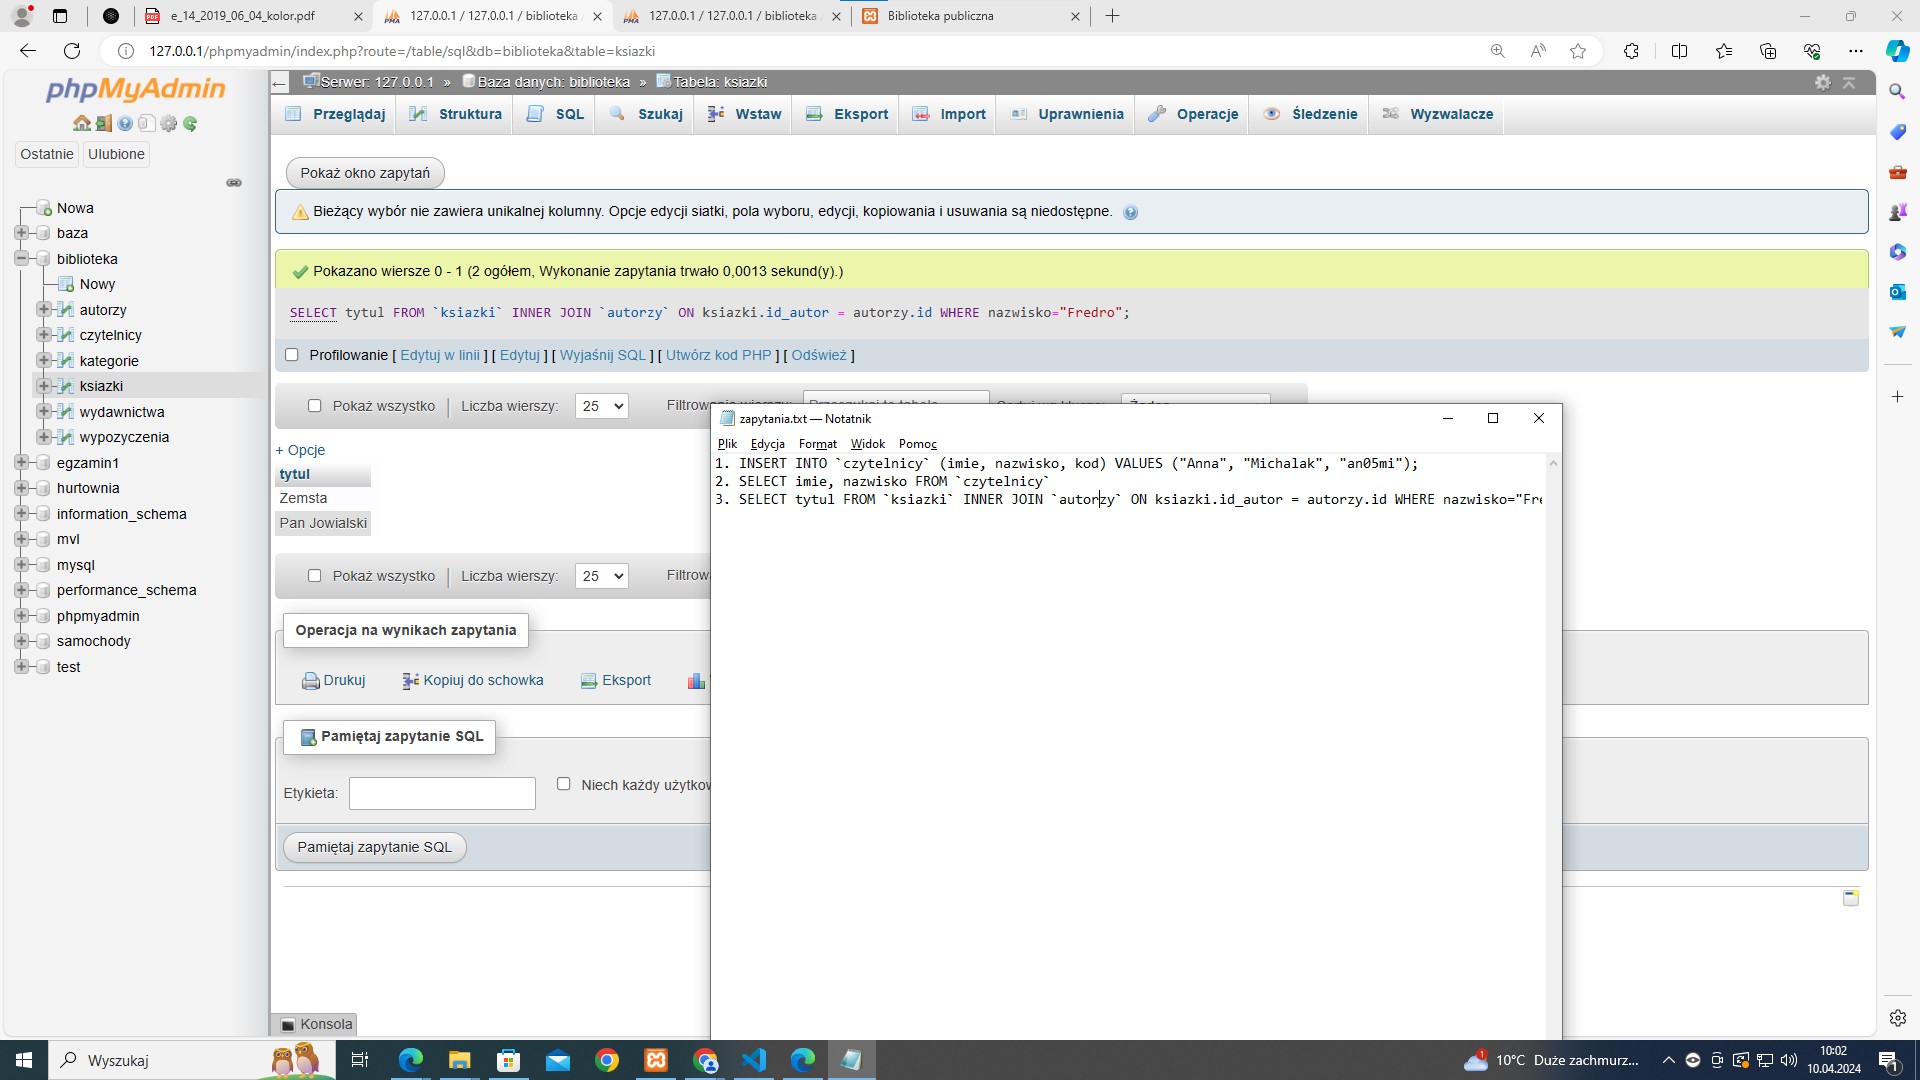 e_14_2019_06_04_kolor.pdf
127.0.0.1 / 127.0.0.1 / biblioteka
127.0.0.1 / 127.0.0.1 / biblioteka
Biblioteka publiczna
127.0.0.1/phpmyadmin/index.php?route=/table/sql&db=biblioteka&table=ksiazki
phpMyAdmin
Ostatnie
Ulubione
Nowa
baza
biblioteka
Nowy
autorzy
czytelnicy
kategorie
ksiazki
wydawnictwa
wypozyczenia
egzamin1
hurtownia
information_schema
mvl
mysql
performance_schema
phpmyadmin
samochody
test
Serwer: 127.0.0.1 » Baza danych: biblioteka » Tabela: ksiazki
Przeglądaj
Struktura
SQL
Szukaj
Wstaw
Eksport
Import
Uprawnienia
Operacje
Śledzenie
Wyzwalacze
Pokaż okno zapytań
Bieżący wybór nie zawiera unikalnej kolumny. Opcje edycji siatki, pola wyboru, edycji, kopiowania i usuwania są niedostępne.
Pokazano wiersze 0 - 1 (2 ogółem, Wykonanie zapytania trwało 0,0013 sekund(y).)
SELECT tytul FROM `ksiazki` INNER JOIN `autorzy` ON ksiazki.id_autor = autorzy.id WHERE nazwisko="Fredro";
Profilowanie [ Edytuj w linii ] [ Edytuj ] [ Wyjaśnij SQL ] [ Utwórz kod PHP ] [ Odśwież ]
Pokaż wszystko
Liczba wierszy:
25
+ Opcje
tytul
Zemsta
Pan Jowialski
Pokaż wszystko
Liczba wierszy:
25
Filtrowa
Operacja na wynikach zapytania
Drukuj
Kopiuj do schowka
Eksport
Pamiętaj zapytanie SQL
Etykieta:
Niech każdy użytkow
Pamiętaj zapytanie SQL
Konsola
zapytania.txt — Notatnik
Plik
Edycja
Format
Widok
Pomoc
1. INSERT INTO `czytelnicy` (imie, nazwisko, kod) VALUES ("Anna", "Michalak", "an05mi");
2. SELECT imie, nazwisko FROM `czytelnicy`
3. SELECT tytul FROM `ksiazki` INNER JOIN `autorzy` ON ksiazki.id_autor = autorzy.id WHERE nazwisko="Fre
Wyszukaj
1
10°C Duże zachmurz...
10:02
10.04.2024
1